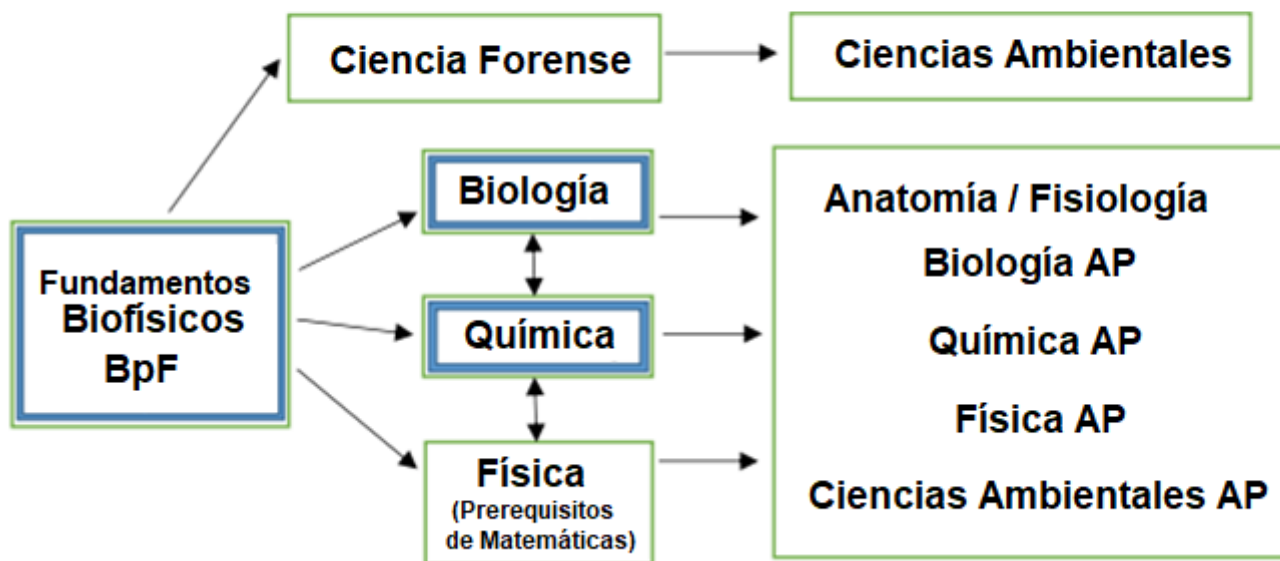 Ciencia Forense
Ciencias Ambientales
Fundamentos
Biofísicos
BpF
Biología
Química
Física
(Prerequisitos
de Matemáticas)
Anatomía / Fisiología
Biología AP
Química AP
Física AP
Ciencias Ambientales AP